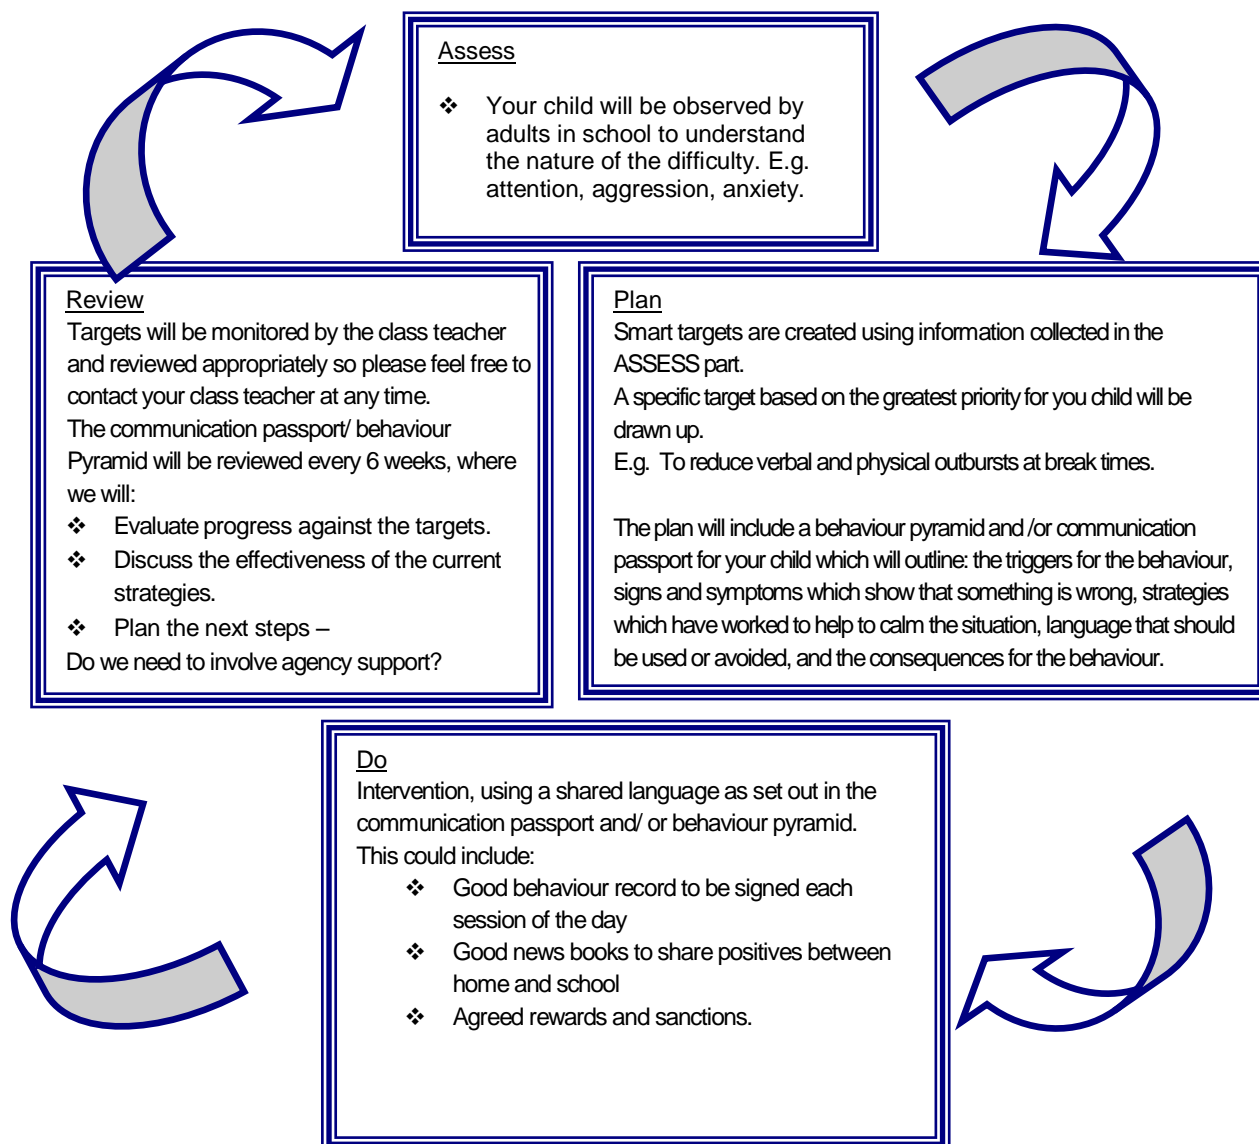 Assess
❖ Your child will be observed by
adults in school to understand
the nature of the difficulty. E.g.
attention, aggression, anxiety.
Plan
Smart targets are created using information collected in the
ASSESS part.
A specific target based on the greatest priority for you child will be
drawn up.
E.g. To reduce verbal and physical outbursts at break times.
The plan will include a behaviour pyramid and /or communication
passport for your child which will outline: the triggers for the behaviour,
signs and symptoms which show that something is wrong, strategies
which have worked to help to calm the situation, language that should
be used or avoided, and the consequences for the behaviour.
Do
Intervention, using a shared language as set out in the
communication passport and/ or behaviour pyramid.
This could include:
❖ Good behaviour record to be signed each
session of the day
❖ Good news books to share positives between
home and school
❖ Agreed rewards and sanctions.
Review
Targets will be monitored by the class teacher
and reviewed appropriately so please feel free to
contact your class teacher at any time.
The communication passport/ behaviour
Pyramid will be reviewed every 6 weeks, where
we will:
❖ Evaluate progress against the targets.
❖ Discuss the effectiveness of the current
strategies.
❖ Plan the next steps –
Do we need to involve agency support?